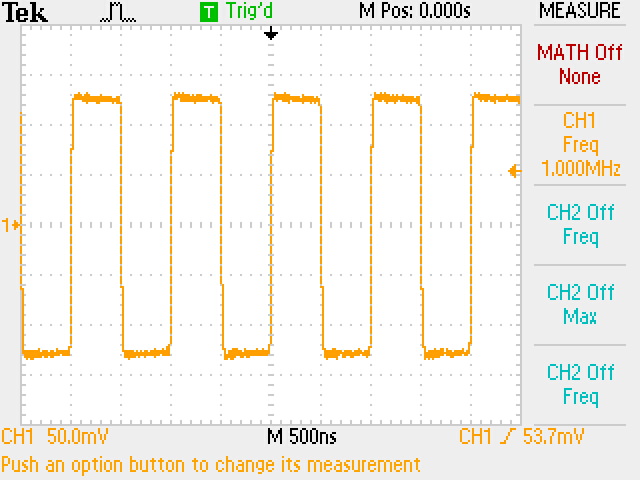 Tek T Trig'd M Pos: 0.000s MEASURE
MATH Off
None
CH1
Freq
1.000MHz
CH2 Off
Freq
CH2 Off
Max
CH2 Off
Freq
1
CH1 50.0mV M 500ns CH1 53.7mV
Push an option button to change its measurement